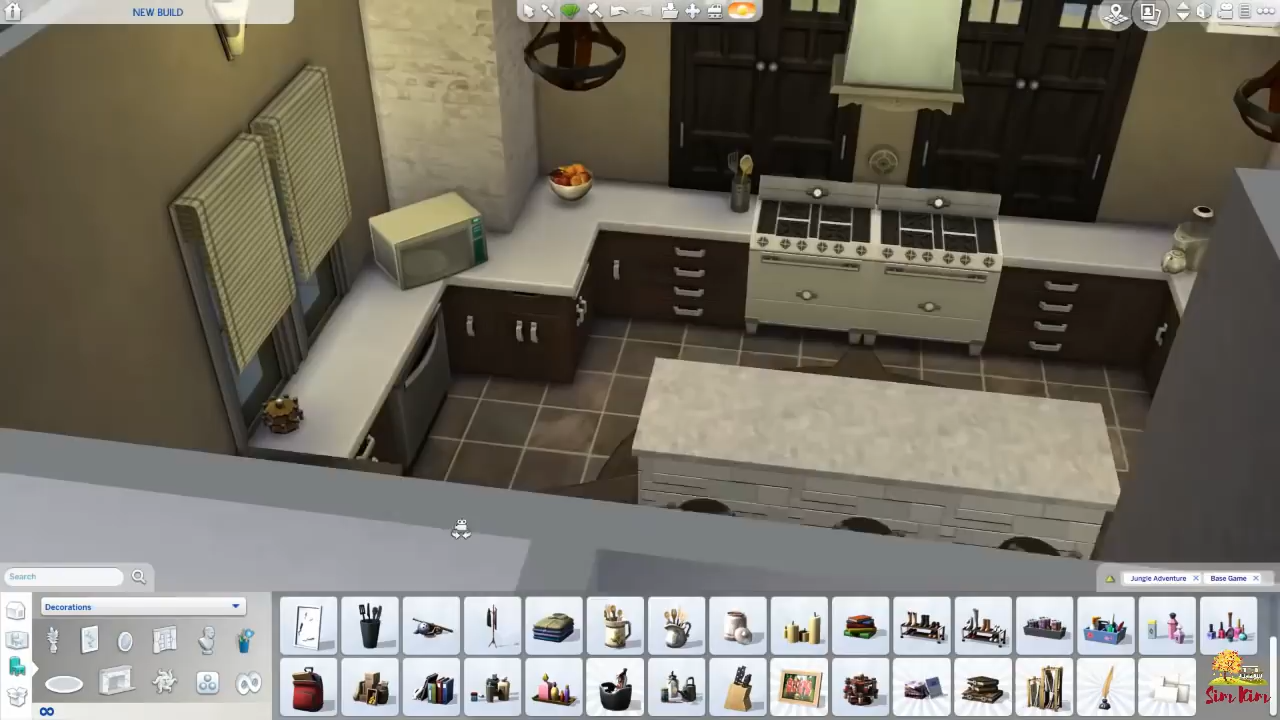 NEW BUILD
Search
Jungle Adventure
Base Game
Decorations
Sim Kim